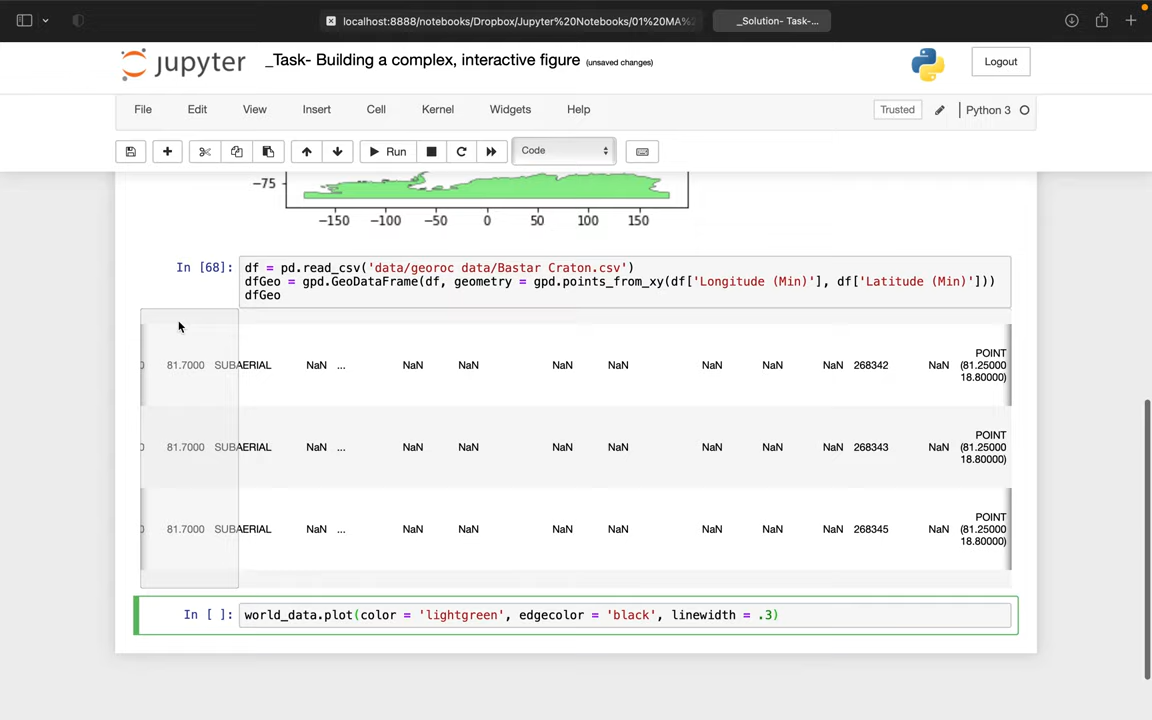 localhost:8888/notebooks/Dropbox/Jupyter%20Notebooks/01%20MA%
_Solution- Task-...
jupyter
_Task- Building a complex, interactive figure (unsaved changes)
Logout
File Edit View Insert Cell Kernel Widgets Help
Trusted
Python 3
Run
Code
−75
−150 −100 −50 0 50 100 150
In [68]:
df = pd.read_csv('data/georoc data/Bastar Craton.csv')
dfGeo = gpd.GeoDataFrame(df, geometry = gpd.points_from_xy(df['Longitude (Min)'], df['Latitude (Min)']))
dfGeo
0 81.7000 SUBAERIAL NaN ... NaN NaN NaN NaN NaN NaN NaN 268342 NaN POINT (81.25000 18.80000)
0 81.7000 SUBAERIAL NaN ... NaN NaN NaN NaN NaN NaN NaN 268343 NaN POINT (81.25000 18.80000)
0 81.7000 SUBAERIAL NaN ... NaN NaN NaN NaN NaN NaN NaN 268345 NaN POINT (81.25000 18.80000)
In [ ]:
world_data.plot(color = 'lightgreen', edgecolor = 'black', linewidth = .3)